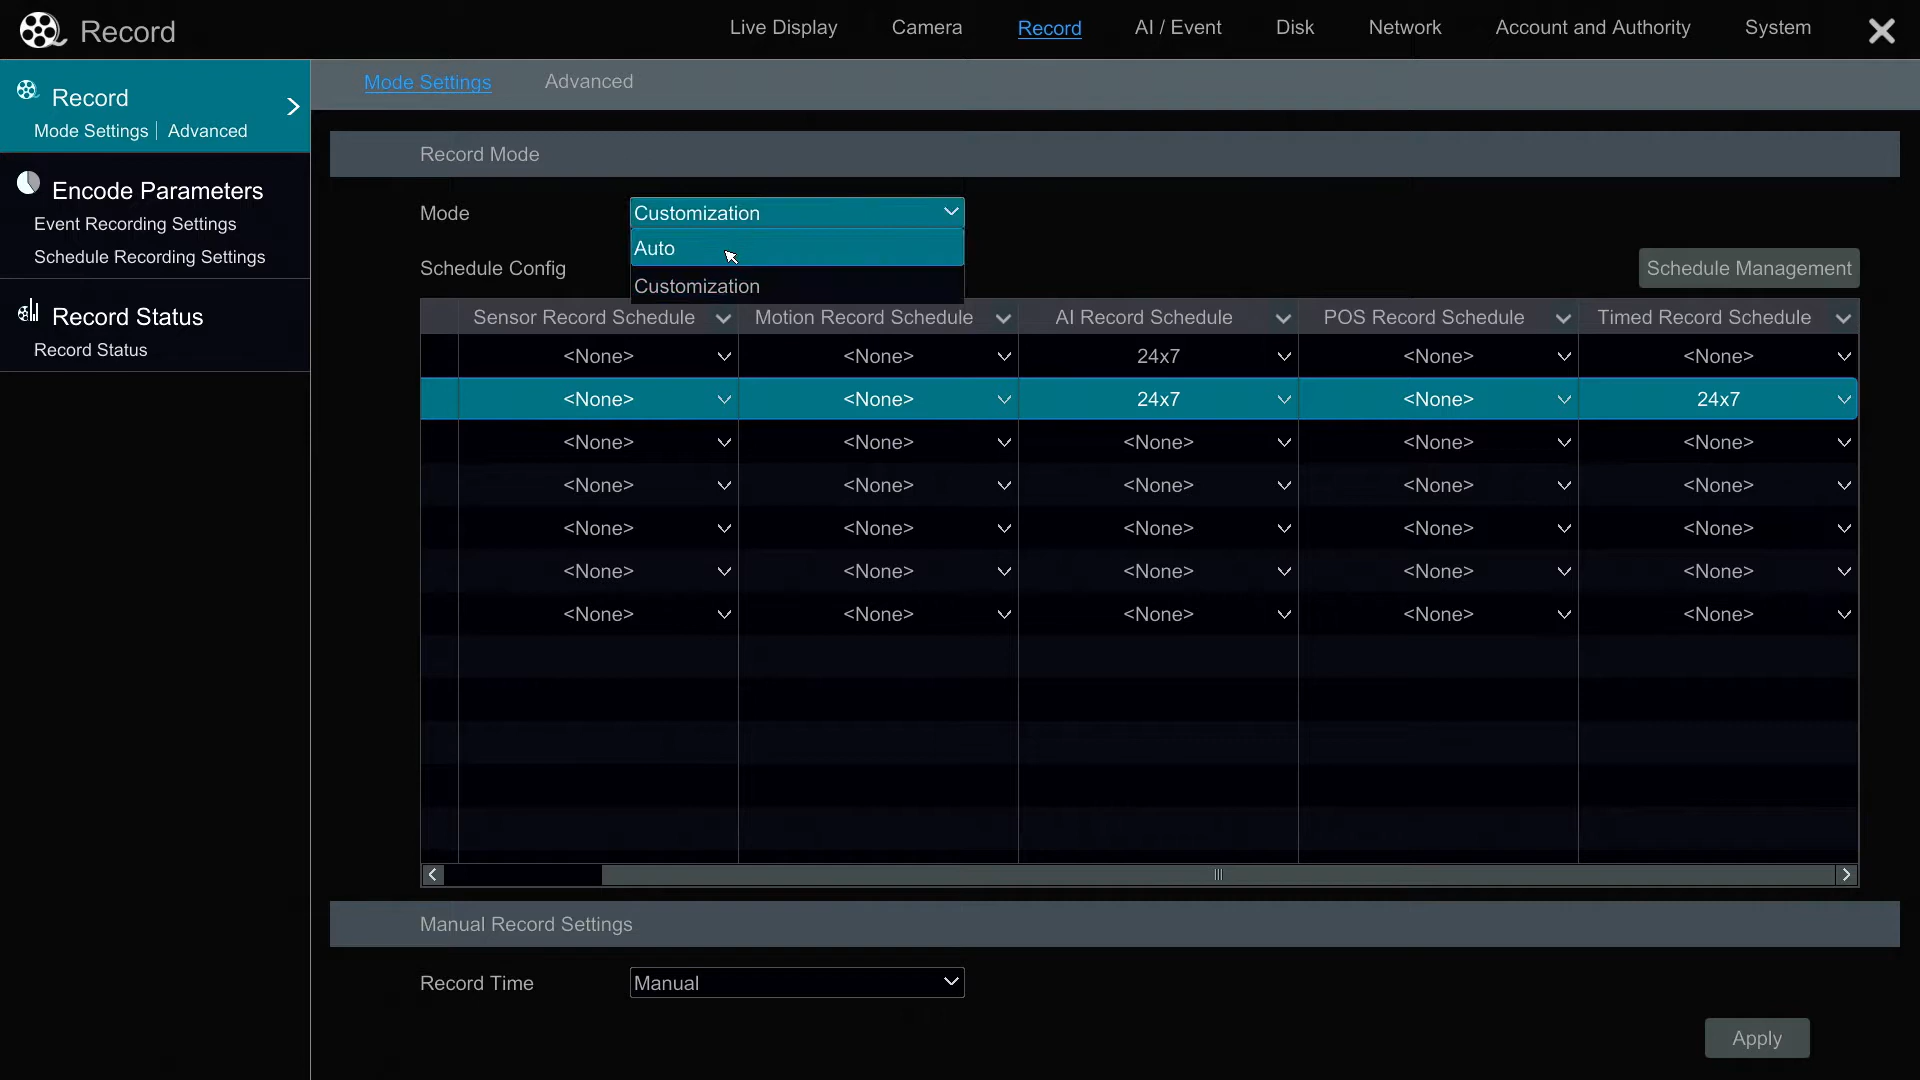 Record
Live Display Camera Record AI / Event Disk Network Account and Authority System
Record
Mode Settings | Advanced
Encode Parameters
Event Recording Settings
Schedule Recording Settings
Record Status
Record Status
Mode Settings Advanced
Record Mode
Mode Customization
Auto
Customization
Schedule Config Schedule Management
Sensor Record Schedule Motion Record Schedule AI Record Schedule POS Record Schedule Timed Record Schedule
<None> <None> 24x7 <None> <None>
<None> <None> 24x7 <None> 24x7
<None> <None> <None> <None> <None>
<None> <None> <None> <None> <None>
<None> <None> <None> <None> <None>
<None> <None> <None> <None> <None>
<None> <None> <None> <None> <None>
Manual Record Settings
Record Time Manual
Apply